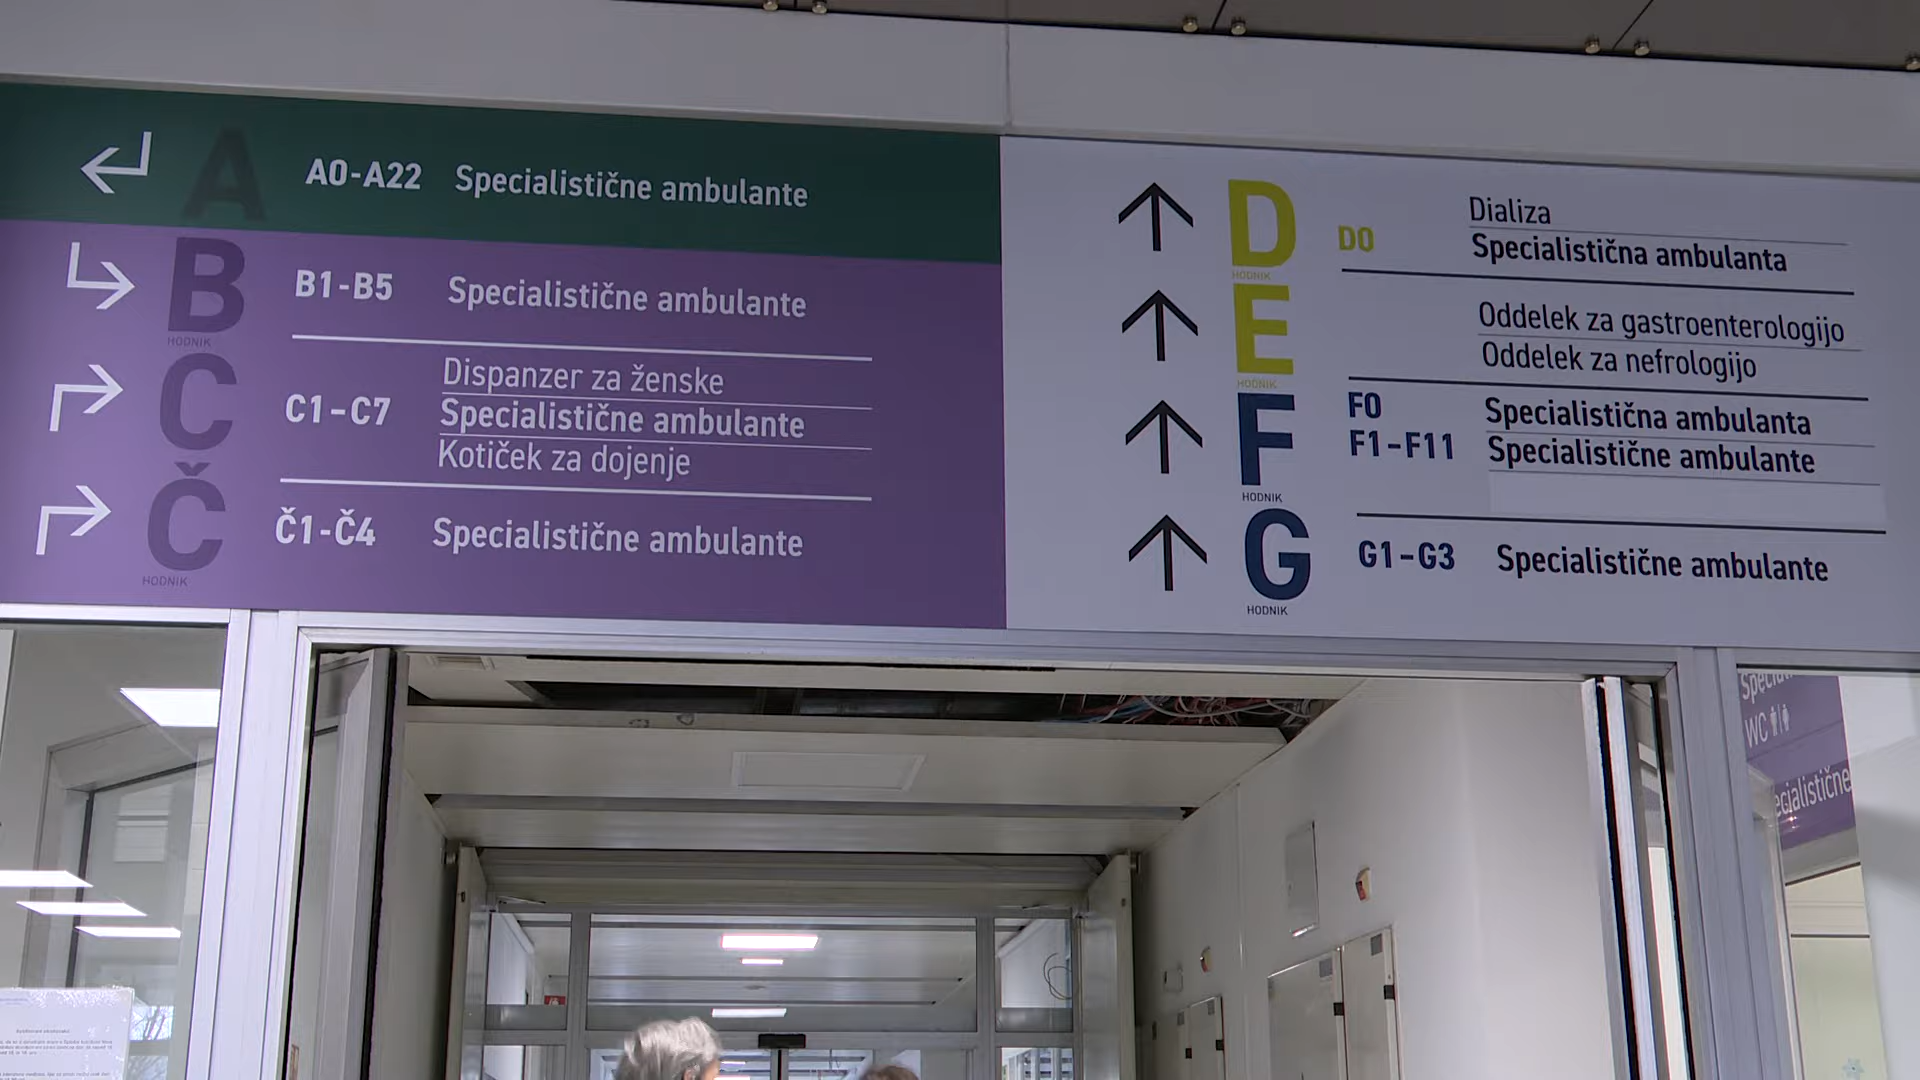 A A0-A22 Specialistične ambulante
B B1-B5 Specialistične ambulante
HODNIK
Dispanzer za ženske
C C1-C7 Specialistične ambulante
Kotiček za dojenje
Č Č1-Č4 Specialistične ambulante
HODNIK
Dializa
D D0 Specialistična ambulanta
HODNIK
E Oddelek za gastroenterologijo
Oddelek za nefrologijo
HODNIK
F F0 Specialistična ambulanta
F1-F11 Specialistične ambulante
HODNIK
G G1-G3 Specialistične ambulante
HODNIK
WC